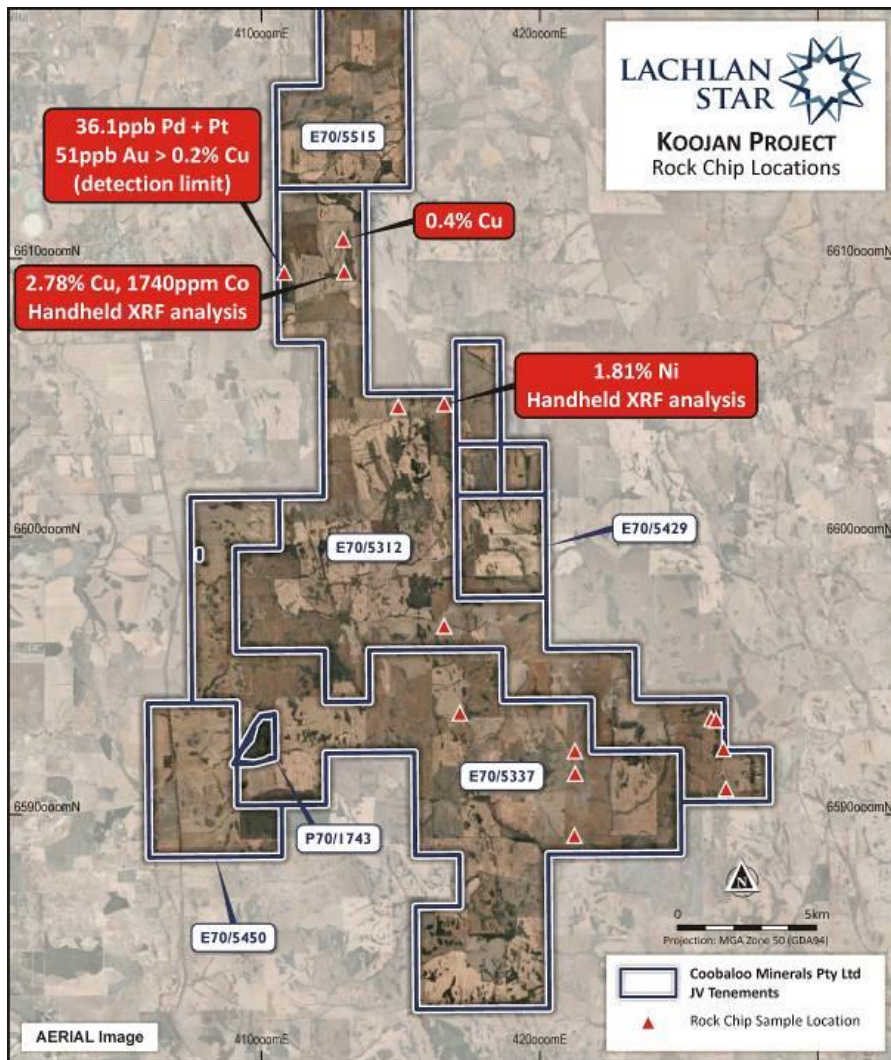 410000mE
420000mE
LACHLAN
STAR
KOOJAN PROJECT
Rock Chip Locations
E70/5515
36.1ppb Pd + Pt
51ppb Au > 0.2% Cu
(detection limit)
0.4% Cu
6610000mN
6610000mN
2.78% Cu, 1740ppm Co
Handheld XRF analysis
1.81% Ni
Handheld XRF analysis
6600000mN
6600000mN
E70/5429
E70/5312
E70/5337
6590000mN
6590000mN
P70/1743
E70/5450
N
0
5km
Projection: MGA Zone 50 (GDA94)
Coobaloo Minerals Pty Ltd
JV Tenements
Rock Chip Sample Location
AERIAL Image
410000mE
420000mE